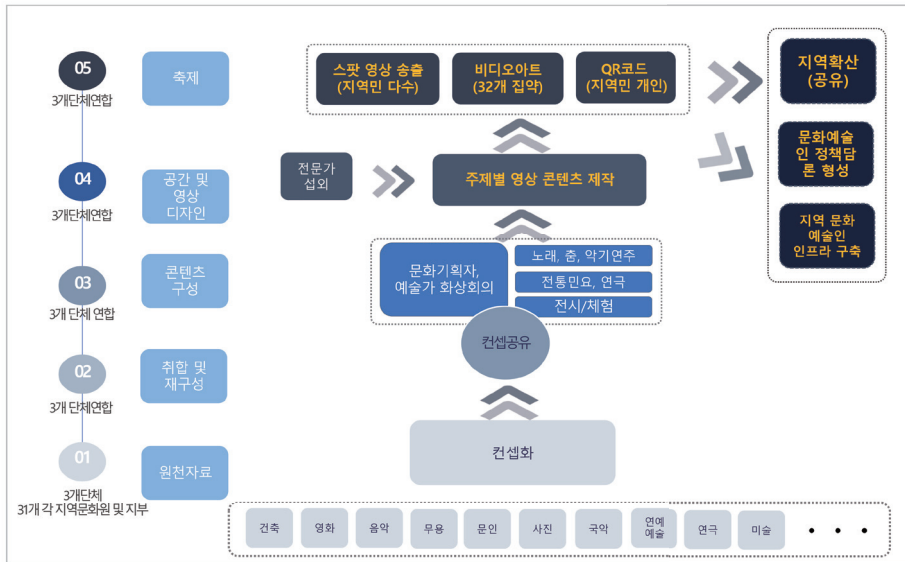 05
3개단체연합
축제
04
3개단체연합
공간 및
영상
디자인
03
3개 단체 연합
콘텐츠
구성
02
3개 단체연합
취합 및
재구성
01
3개단체
31개 각 지역문화원 및 지부
원천자료
스팟 영상 송출
(지역민 다수)
비디오아트
(32개 집약)
QR코드
(지역민 개인)
전문가
섭외
주제별 영상 콘텐츠 제작
문화기획자,
예술가 화상회의
노래, 춤, 악기연주
전통민요, 연극
전시/체험
컨셉공유
컨셉화
건축
영화
음악
무용
문인
사진
국악
연예
예술
연극
미술
• • •
지역확산
(공유)
문화예술
인 정책담
론 형성
지역 문화
예술인
인프라 구축